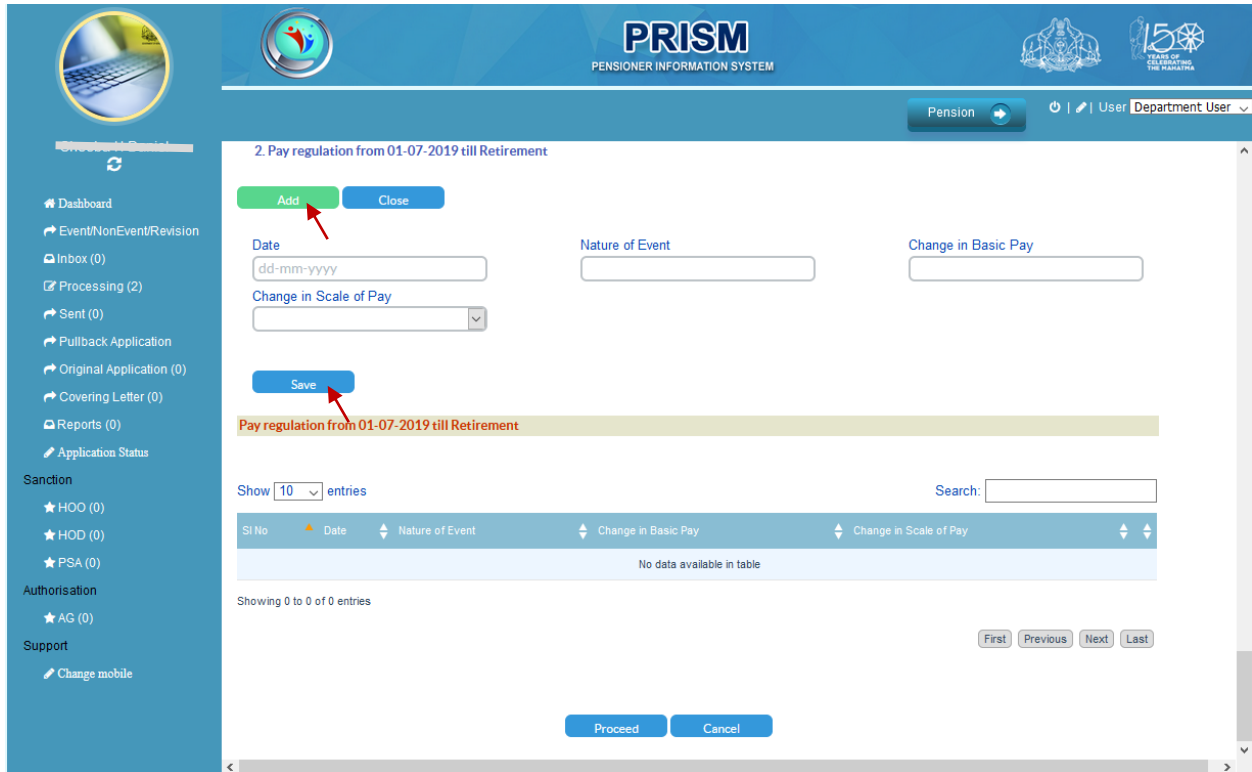 PRISM
PENSIONER INFORMATION SYSTEM
150
YEARS OF
CELEBRATING
THE MAHATMA
Pension
| | User Department User
2. Pay regulation from 01-07-2019 till Retirement
Add Close
Dashboard
Event/NonEvent/Revision
Inbox (0)
Processing (2)
Sent (0)
Pullback Application
Original Application (0)
Covering Letter (0)
Reports (0)
Application Status
Sanction
HOO (0)
HOD (0)
PSA (0)
Authorisation
AG (0)
Support
Change mobile
Date Nature of Event Change in Basic Pay
dd-mm-yyyy
Change in Scale of Pay
Save
Pay regulation from 01-07-2019 till Retirement
Show 10 entries Search:
Sl No Date Nature of Event Change in Basic Pay Change in Scale of Pay
No data available in table
Showing 0 to 0 of 0 entries
First Previous Next Last
Proceed Cancel